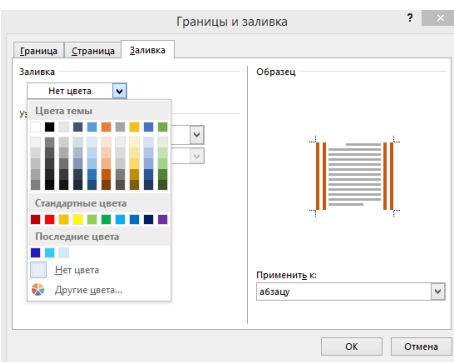 Границы и заливка
? ×
Граница Страница Заливка
Заливка
Нет цвета
Образец
Цвета темы
Стандартные цвета
Последние цвета
Нет цвета
Другие цвета...
Применить к:
абзацу
ОК Отмена